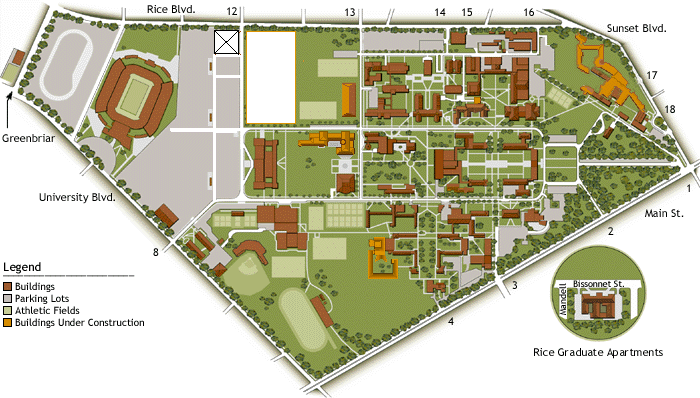 Rice Blvd.
12
13
14
15
16
Sunset Blvd.
17
18
Greenbriar
University Blvd.
1
Main St.
2
8
3
4
Legend
Buildings
Parking Lots
Athletic Fields
Buildings Under Construction
Bissonnet St.
Mandell
Rice Graduate Apartments